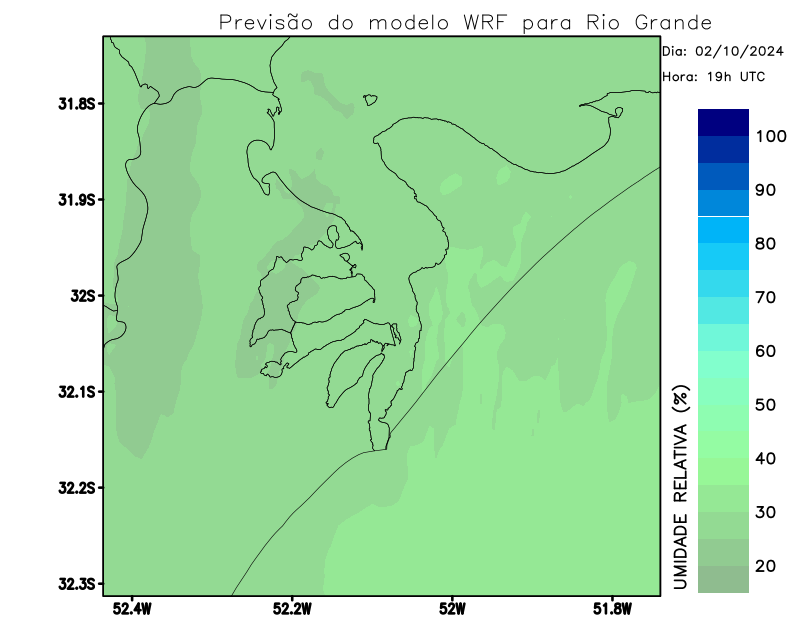 Previsão do modelo WRF para Rio Grande
Dia: 02/10/2024
Hora: 19h UTC
31.8S
31.9S
32S
32.1S
32.2S
32.3S
52.4W
52.2W
52W
51.8W
100
90
80
70
60
50
40
30
20
UMIDADE RELATIVA (%)